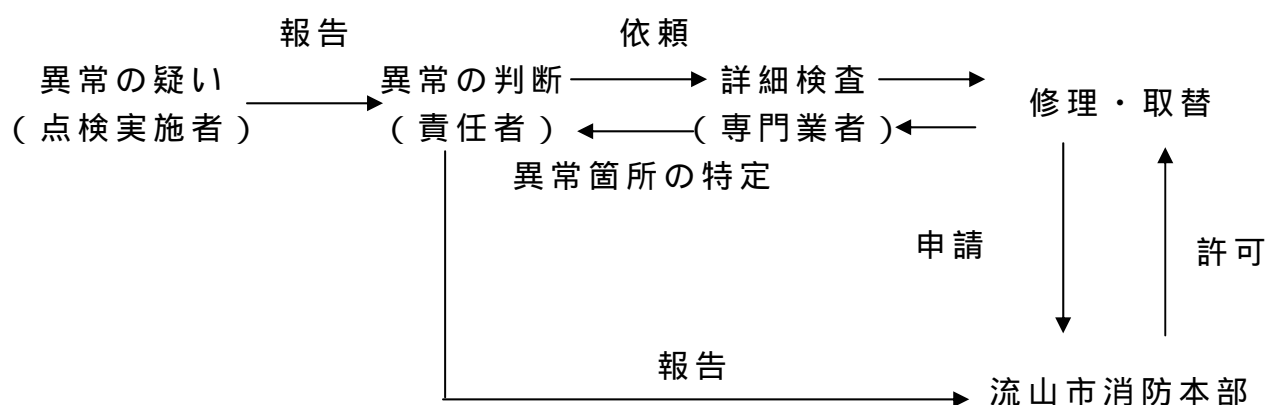 報告
依頼
異常の疑い
異常の判断
詳細検査
修理・取替
(点検実施者)
(責任者)
(専門業者)
異常箇所の特定
申請
許可
報告
流山市消防本部